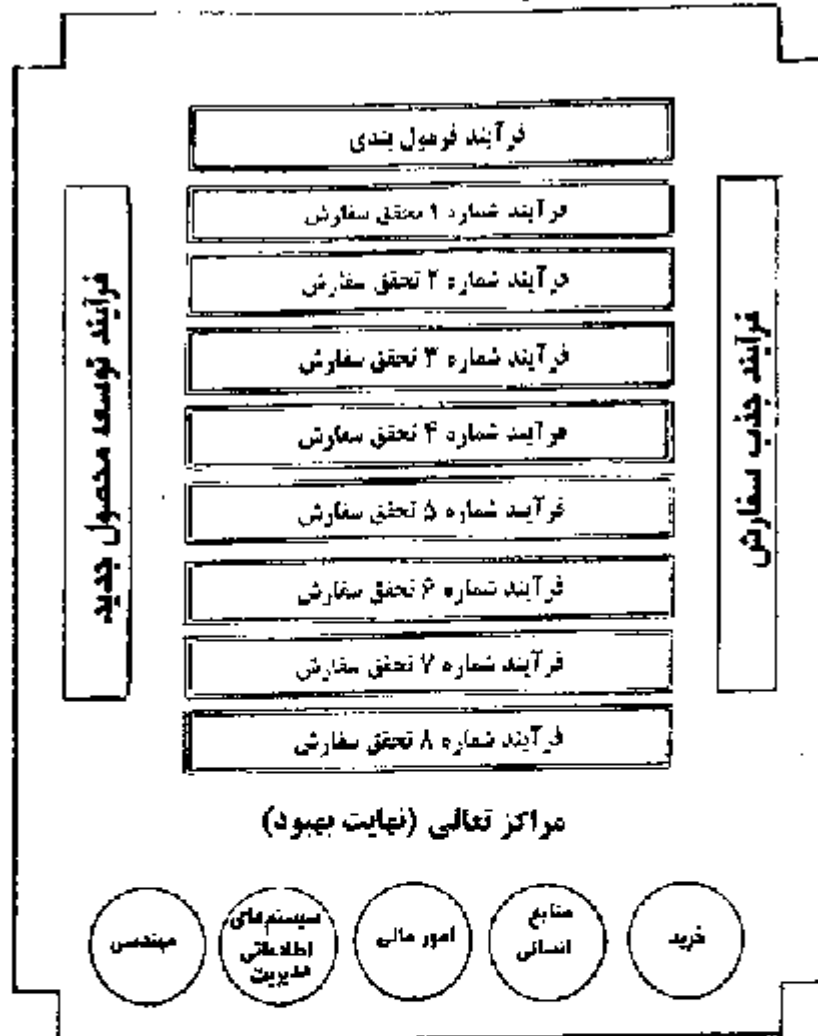 فرآیند فرمول بندی
فرآیند شماره ۱ تحقق سفارش
فرآیند شماره ۲ تحقق سفارش
فرآیند شماره ۳ تحقق سفارش
فرآیند شماره ۴ تحقق سفارش
فرآیند شماره ۵ تحقق سفارش
فرآیند شماره ۶ تحقق سفارش
فرآیند شماره ۷ تحقق سفارش
فرآیند شماره ۸ تحقق سفارش
فرآیند جذب سفارش
فرآیند توسعه محصول جدید
مراکز تعالی (نهایت بهبود)
خرید
منابع
انسانی
امور مالی
سیستم‌های
اطلاعاتی
مدیریت
مهندسی